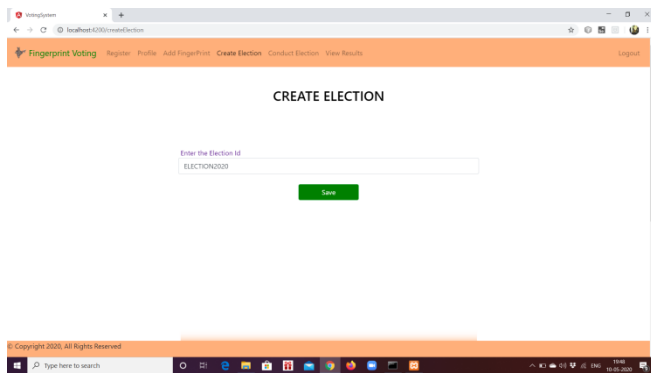 VotingSystem
localhost:4200/createElection
Fingerprint Voting Register Profile Add FingerPrint Create Election Conduct Election View Results Logout
CREATE ELECTION
Enter the Election Id
ELECTION2020
Save
© Copyright 2020, All Rights Reserved
Type here to search
ENG
19:48
10-05-2020